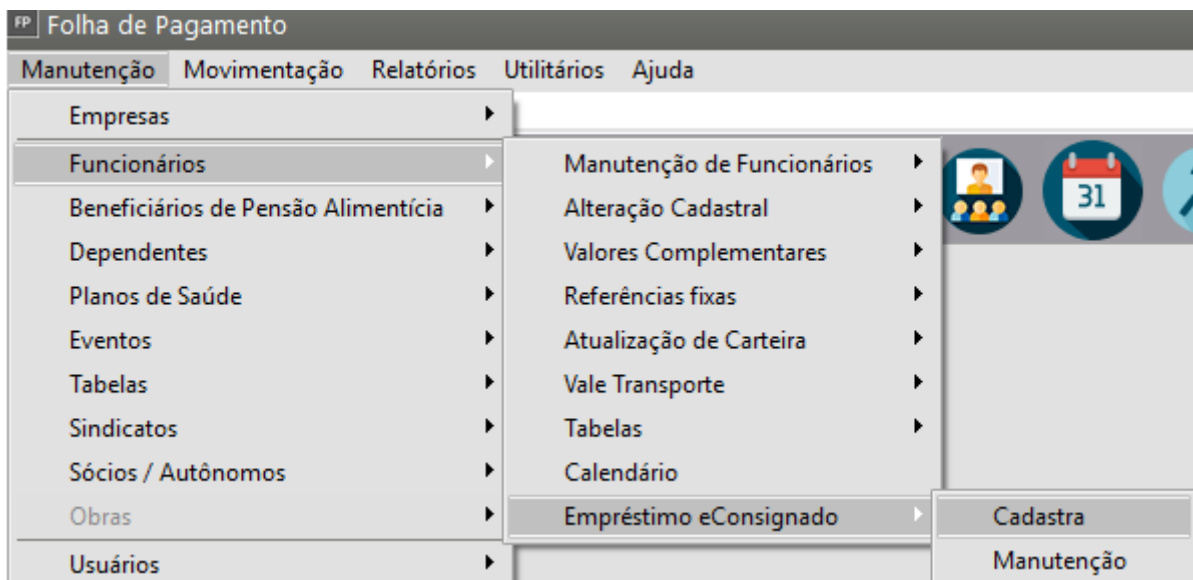 FP Folha de Pagamento
Manutenção Movimentação Relatórios Utilitários Ajuda
Empresas
Funcionários
Beneficiários de Pensão Alimentícia
Dependentes
Planos de Saúde
Eventos
Tabelas
Sindicatos
Sócios / Autônomos
Obras
Usuários
Manutenção de Funcionários
Alteração Cadastral
Valores Complementares
Referências fixas
Atualização de Carteira
Vale Transporte
Tabelas
Calendário
Empréstimo eConsignado
Cadastra
Manutenção
31